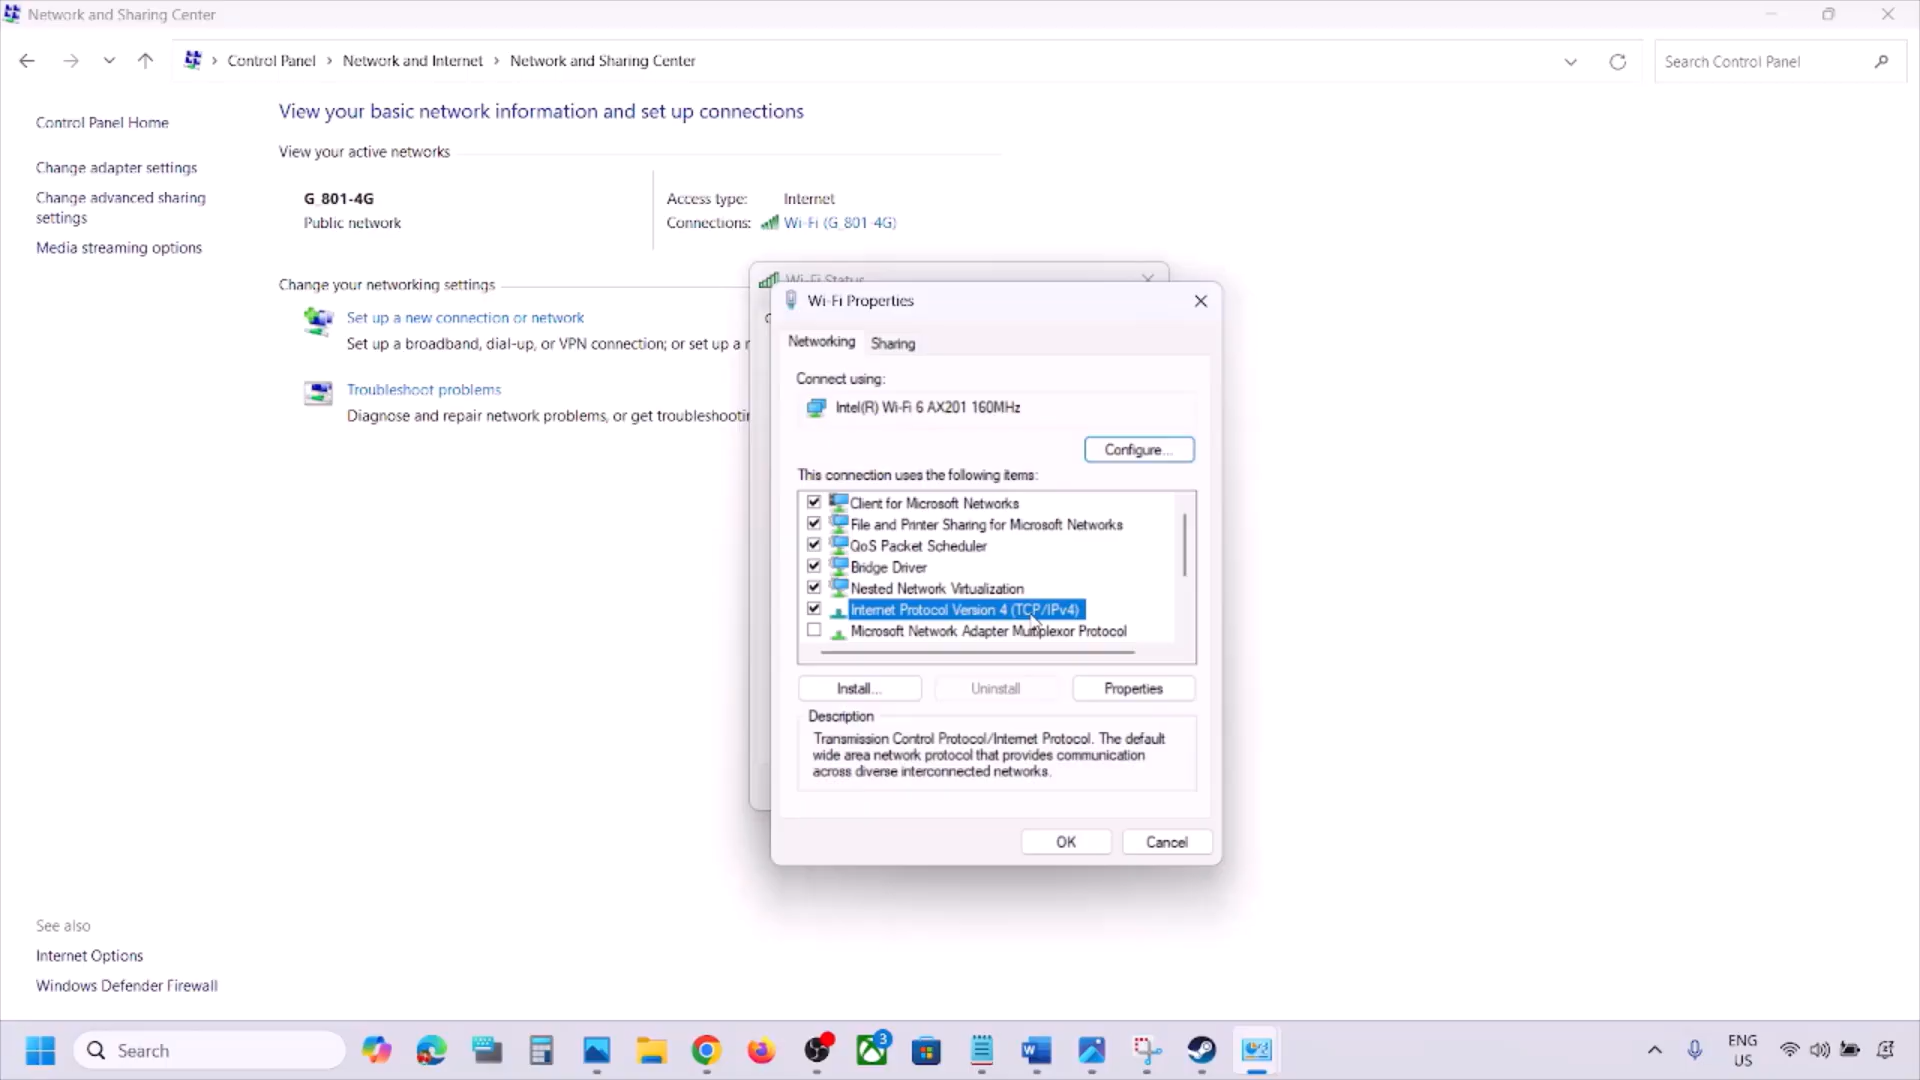 Network and Sharing Center
Control Panel > Network and Internet > Network and Sharing Center
Search Control Panel
Control Panel Home
Change adapter settings
Change advanced sharing
settings
Media streaming options
View your basic network information and set up connections
View your active networks
G_801-4G
Public network
Access type: Internet
Connections: Wi-Fi (G_801-4G)
Change your networking settings
Set up a new connection or network
Set up a broadband, dial-up, or VPN connection; or set up a
Troubleshoot problems
Diagnose and repair network problems, or get
Wi-Fi Status
Wi-Fi Properties
Networking
Sharing
Connect using:
Intel(R) Wi-Fi 6 AX201 160MHz
Configure...
This connection uses the following items:
Client for Microsoft Networks
File and Printer Sharing for Microsoft Networks
QoS Packet Scheduler
Bridge Driver
Nested Network Virtualization
Internet Protocol Version 4 (TCP/IPv4)
Microsoft Network Adapter Multiplexor Protocol
Install...
Uninstall
Properties
Description
Transmission Control Protocol/Internet Protocol. The default
wide area network protocol that provides communication
across diverse interconnected networks.
OK
Cancel
See also
Internet Options
Windows Defender Firewall
Search
3
ENG
US